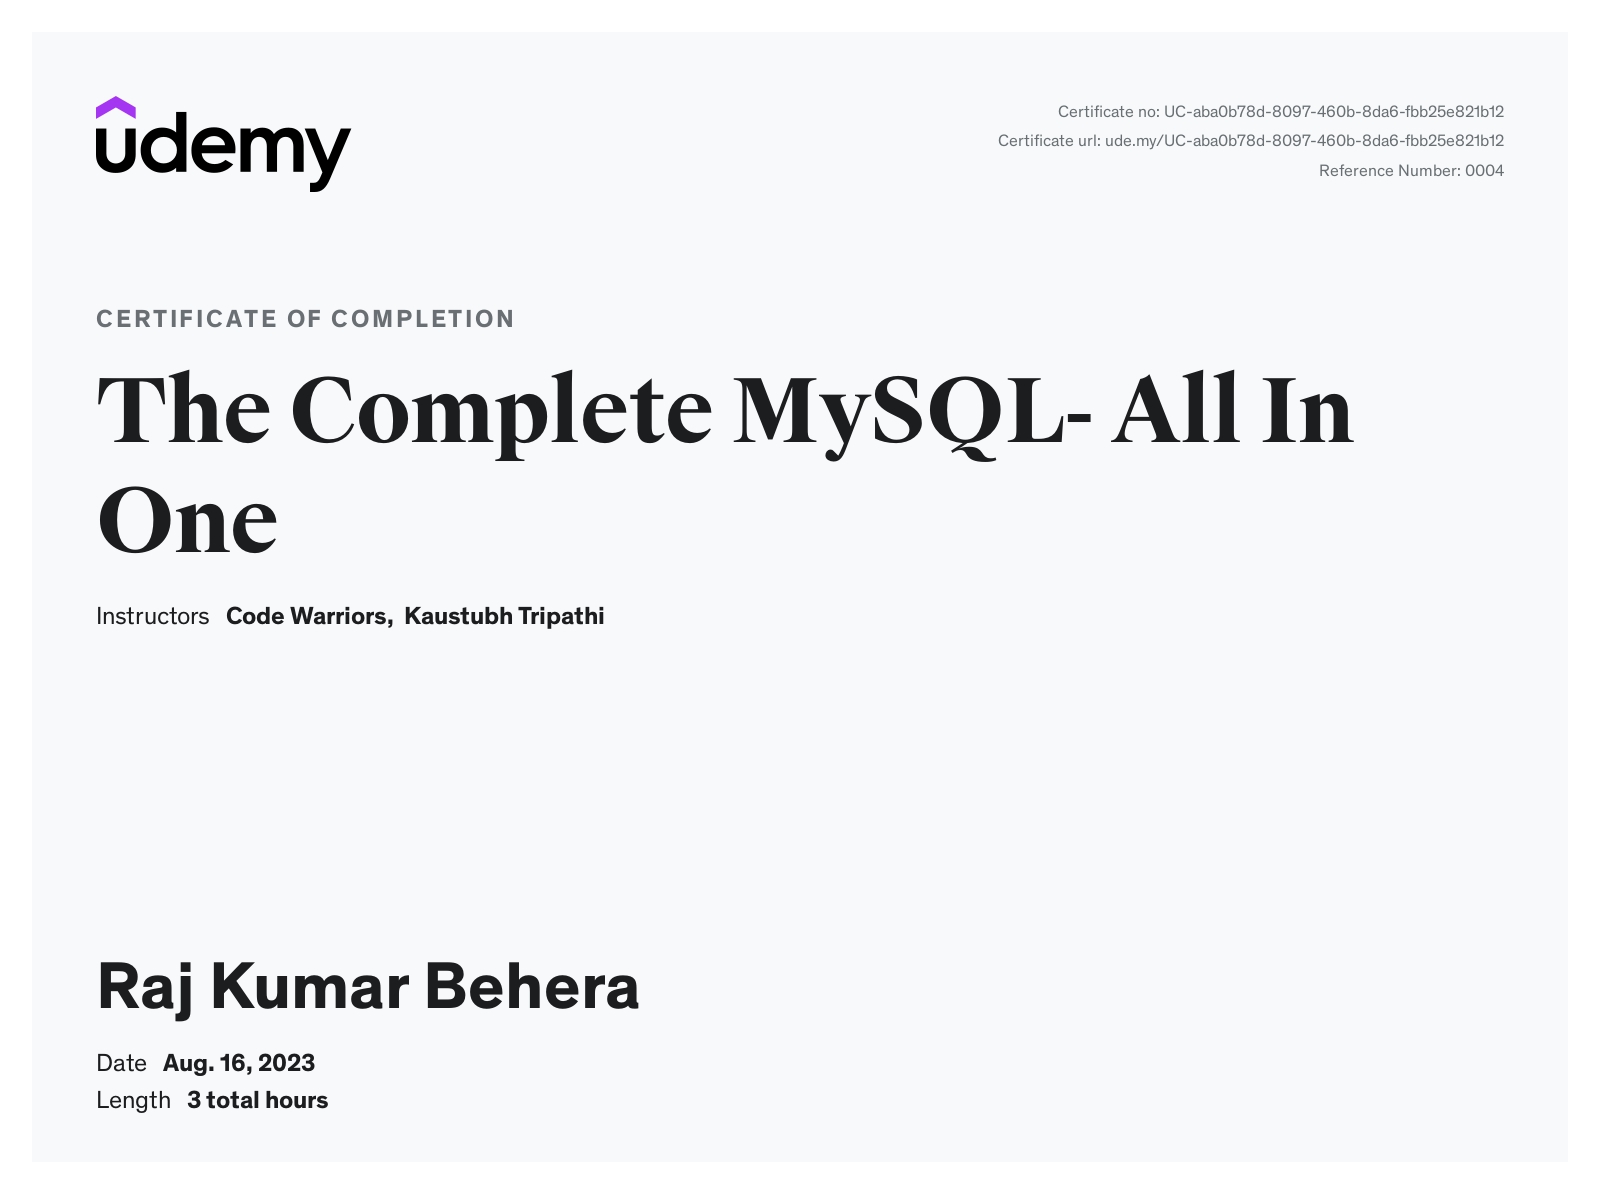 udemy
Certificate no: UC-aba0b78d-8097-460b-8da6-fbb25e821b12
Certificate url: ude.my/UC-aba0b78d-8097-460b-8da6-fbb25e821b12
Reference Number: 0004
CERTIFICATE OF COMPLETION
The Complete MySQL- All In
One
Instructors Code Warriors, Kaustubh Tripathi
Raj Kumar Behera
Date Aug. 16, 2023
Length 3 total hours